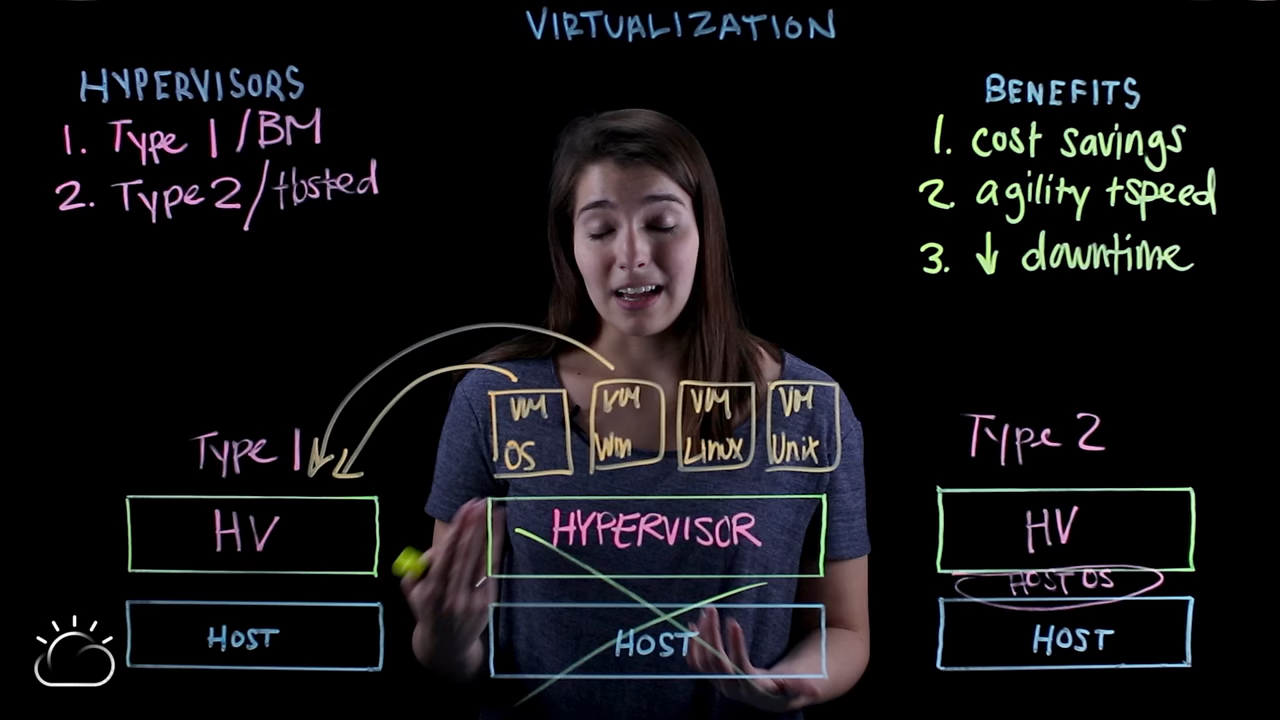 VIRTUALIZATION
HYPERVISORS
1. Type 1/BM
2. Type 2/Hosted
BENEFITS
1. cost savings
2. agility + speed
3. ↓ downtime
VM
OS
VM
Win
VM
Linux
VM
Unix
Type 1
HV
HOST
HYPERVISOR
HOST
Type 2
HV
HOST OS
HOST